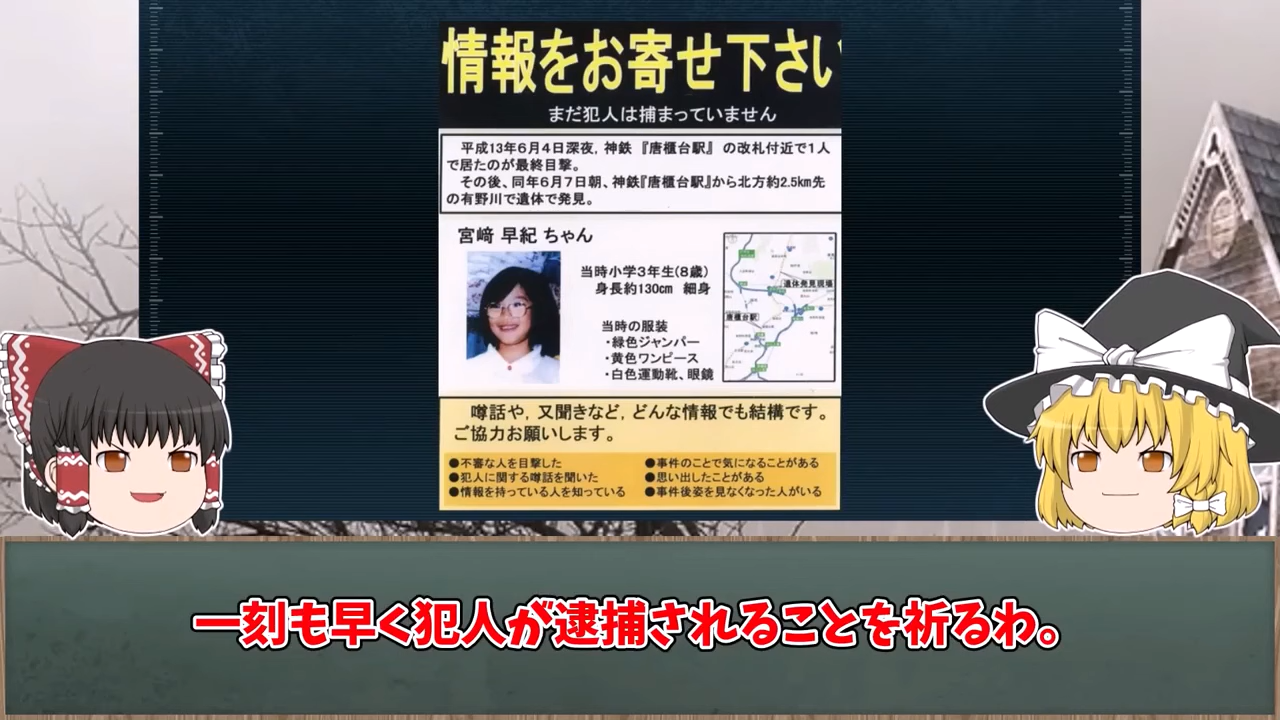 情報をお寄せ下さい
まだ犯人は捕まっていません
平成13年6月4日深夜, 神鉄 『唐櫃台駅』 の改札付近で1人
で居たのが最終目撃。
その後、同年6月7日朝、神鉄『唐櫃台駅』から北方約2.5km先
の有野川で遺体で発見。
宮﨑 早紀 ちゃん
当時小学3年生(8歳)
身長約130cm 細身
当時の服装
・緑色ジャンパー
・黄色ワンピース
・白色運動靴、眼鏡
遺体発見現場
唐櫃台駅
噂話や, 又聞きなど, どんな情報でも結構です。
ご協力お願いします。
●不審な人を目撃した
●犯人に関する噂話を聞いた
●情報を持っている人を知っている
●事件のことで気になることがある
●思い出したことがある
●事件後姿を見なくなった人がいる
一刻も早く犯人が逮捕されることを祈るわ。